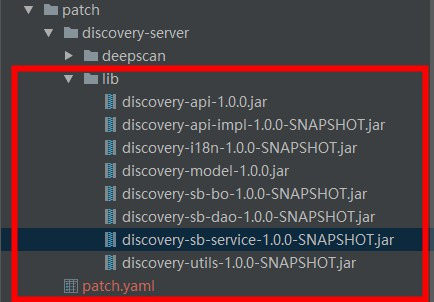 patch
discovery-server
deepscan
lib
discovery-api-1.0.0.jar
discovery-api-impl-1.0.0-SNAPSHOT.jar
discovery-i18n-1.0.0-SNAPSHOT.jar
discovery-model-1.0.0.jar
discovery-sb-bo-1.0.0-SNAPSHOT.jar
discovery-sb-dao-1.0.0-SNAPSHOT.jar
discovery-sb-service-1.0.0-SNAPSHOT.jar
discovery-utils-1.0.0-SNAPSHOT.jar
patch.yaml